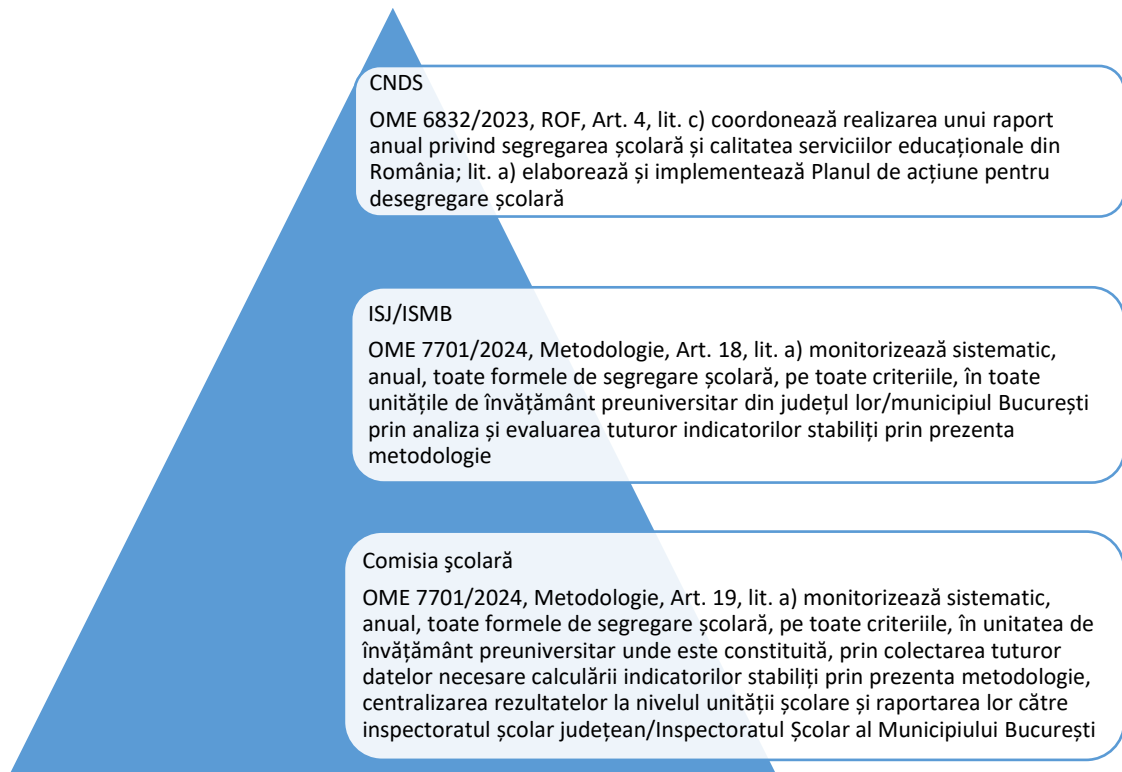 CNDS
OME 6832/2023, ROF, Art. 4, lit. c) coordonează realizarea unui raport
anual privind segregarea școlară și calitatea serviciilor educaționale din
România; lit. a) elaborează și implementează Planul de acțiune pentru
desegregare școlară
ISJ/ISMB
OME 7701/2024, Metodologie, Art. 18, lit. a) monitorizează sistematic,
anual, toate formele de segregare școlară, pe toate criteriile, în toate
unitățile de învățământ preuniversitar din județul lor/municipiul București
prin analiza și evaluarea tuturor indicatorilor stabiliți prin prezenta
metodologie
Comisia şcolară
OME 7701/2024, Metodologie, Art. 19, lit. a) monitorizează sistematic,
anual, toate formele de segregare școlară, pe toate criteriile, în unitatea de
învățământ preuniversitar unde este constituită, prin colectarea tuturor
datelor necesare calculării indicatorilor stabiliți prin prezenta metodologie,
centralizarea rezultatelor la nivelul unității școlare și raportarea lor către
inspectoratul școlar județean/Inspectoratul Școlar al Municipiului București